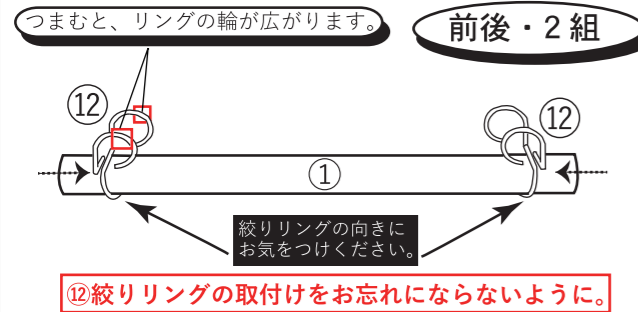 つまむと、リングの輪が広がります。
前後・2組
⑫
⑫
①
絞りリングの向きに
お気をつけください。
⑫絞りリングの取付けをお忘れにならないように。